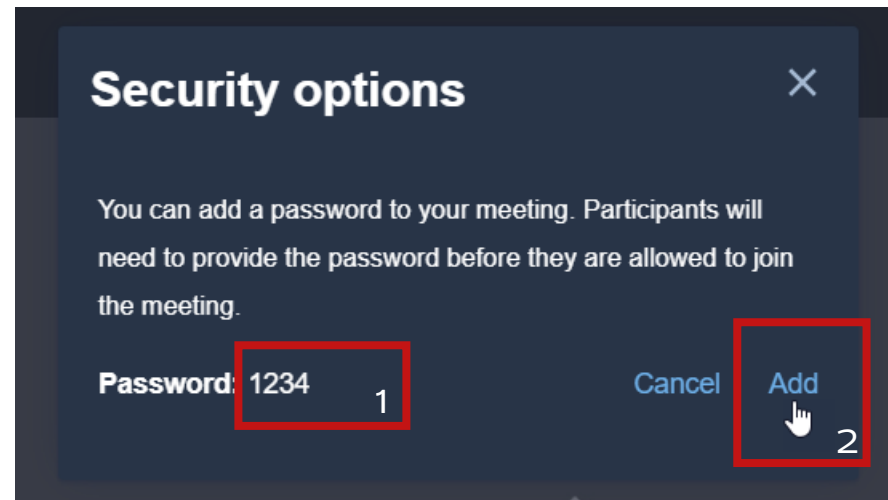 Security options
You can add a password to your meeting. Participants will
need to provide the password before they are allowed to join
the meeting.
Password: 1234 1 Cancel Add
2